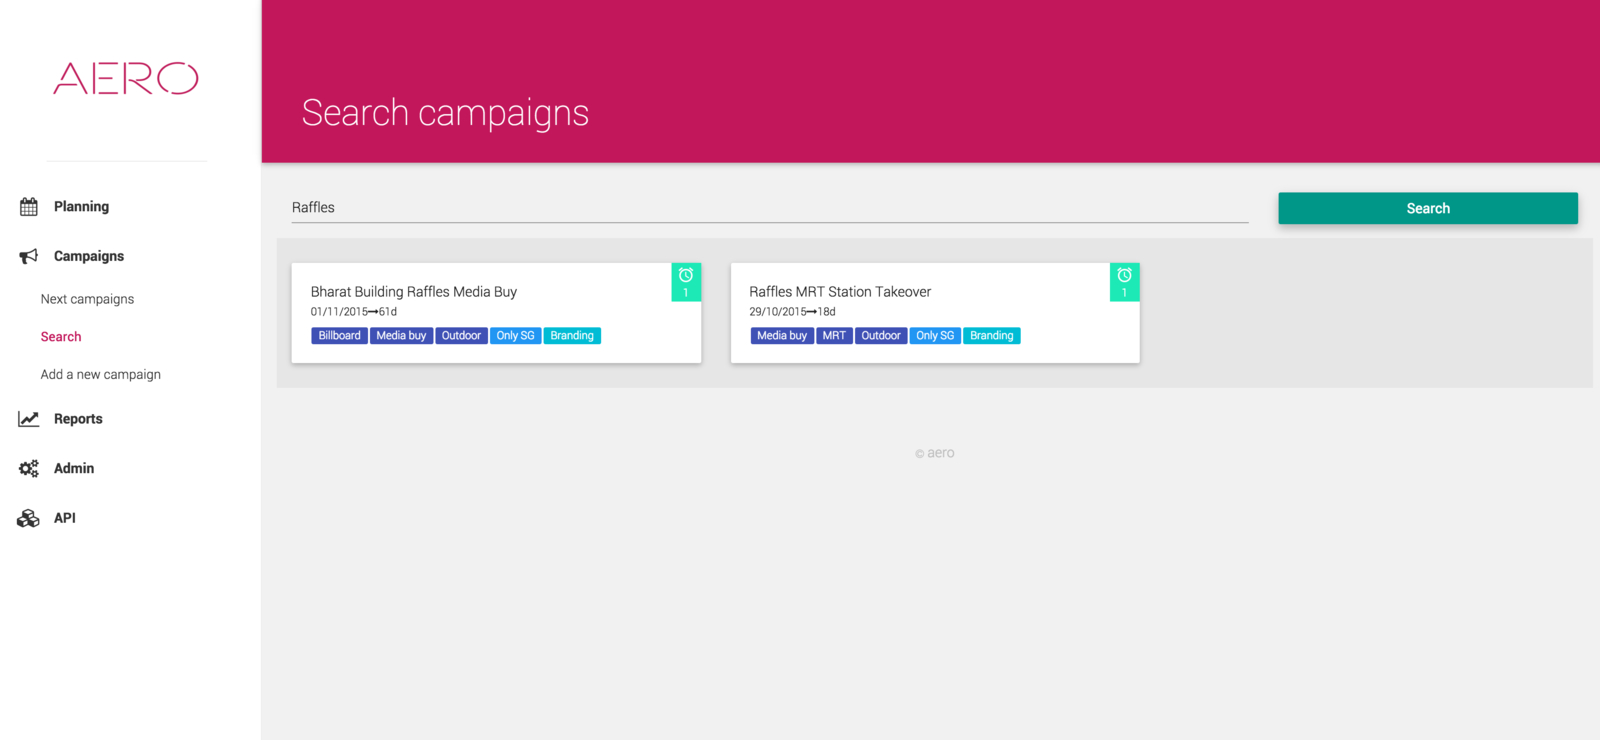 AERO
Search campaigns
Planning
Campaigns
Next campaigns
Search
Add a new campaign
Reports
Admin
API
Raffles
Search
Bharat Building Raffles Media Buy
1
01/11/2015→61d
Billboard Media buy Outdoor Only SG Branding
Raffles MRT Station Takeover
1
29/10/2015→18d
Media buy MRT Outdoor Only SG Branding
© aero